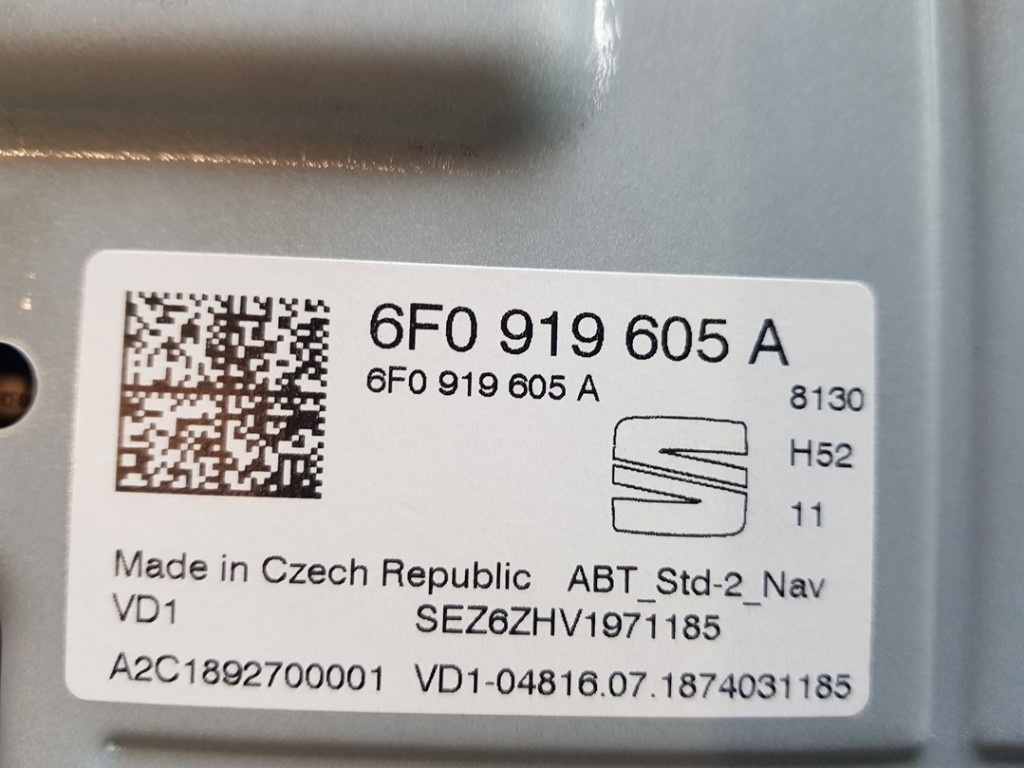 6F0 919 605 A
6F0 919 605 A
8130
H52
11
Made in Czech Republic ABT_Std-2_Nav
VD1 SEZ6ZHV1971185
A2C1892700001 VD1-04816.07.1874031185